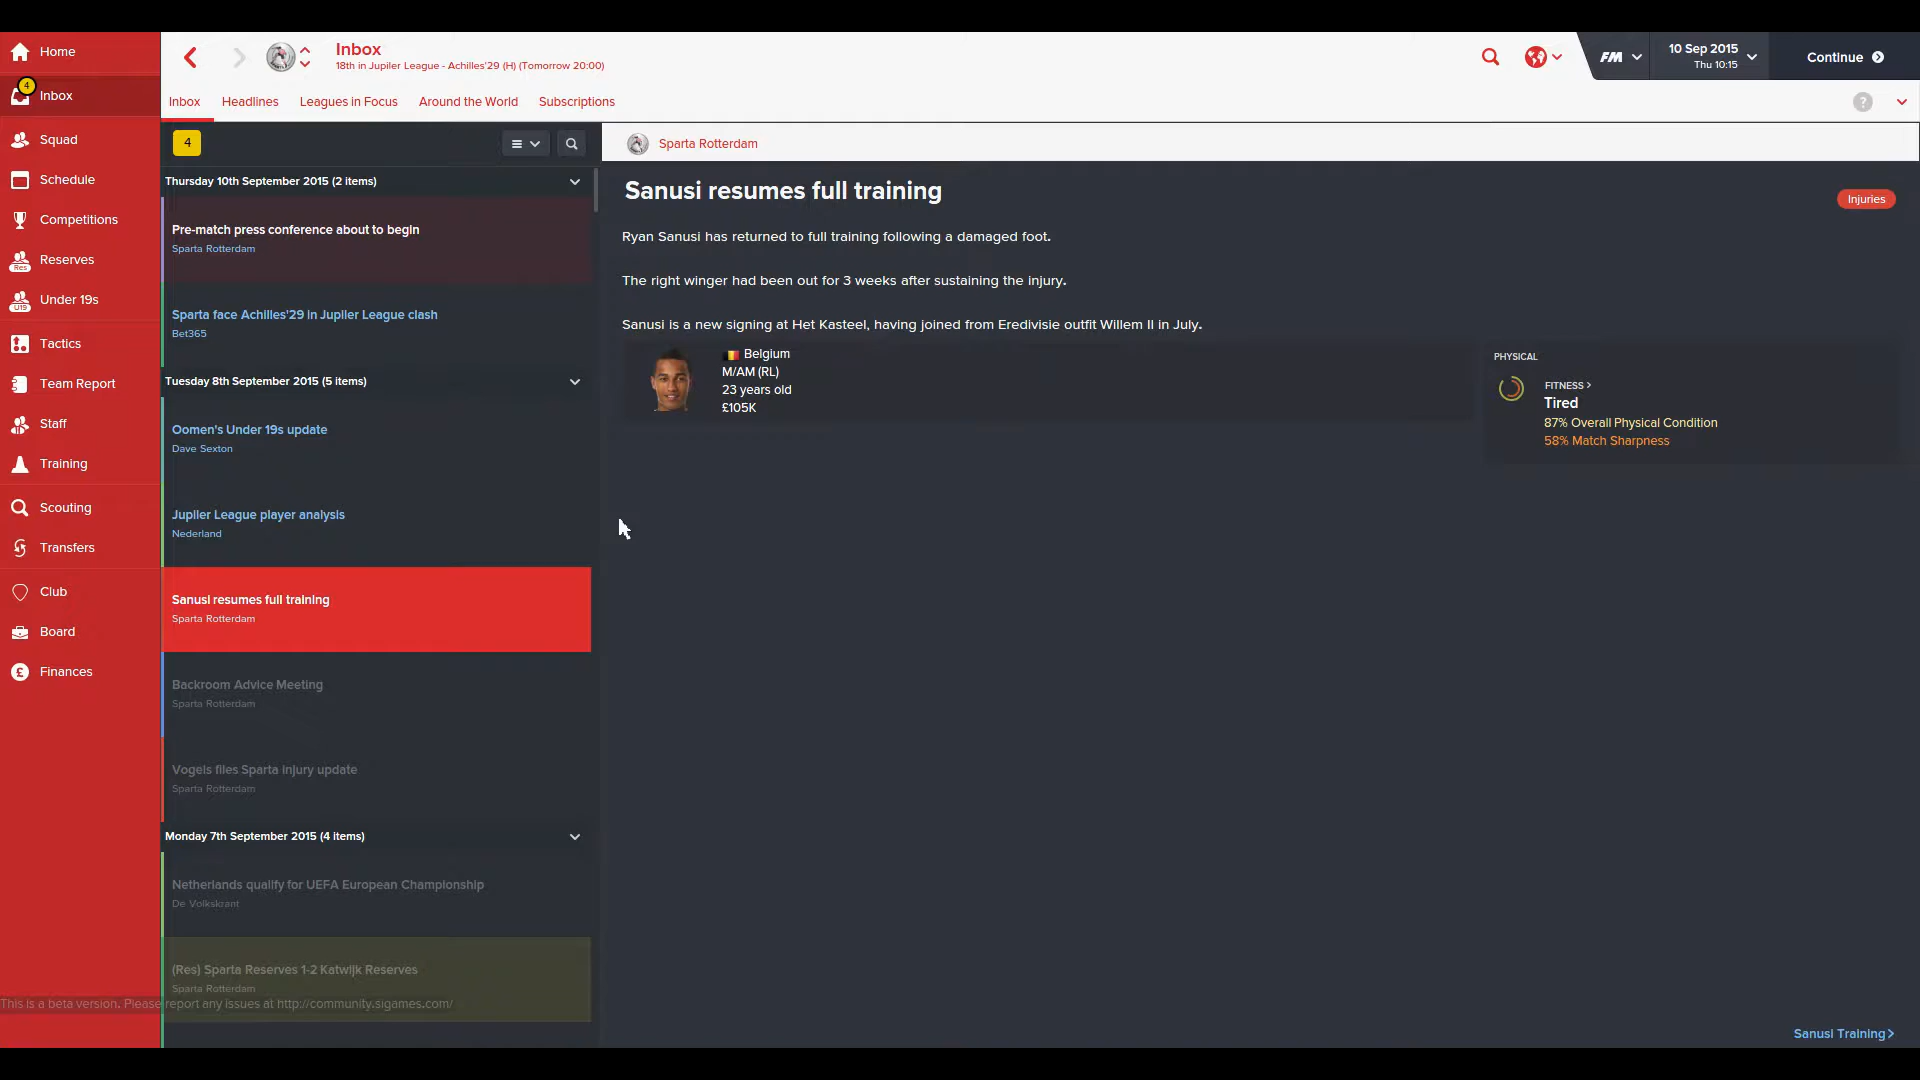 Home
Inbox
18th in Jupiler League - Achilles'29 (H) (Tomorrow 20:00)
FM
10 Sep 2015
Thu 10:15
Continue
4
Inbox
Squad
Schedule
Competitions
Res
Reserves
U19
Under 19s
Tactics
Team Report
Staff
Training
Scouting
Transfers
Club
Board
£
Finances
Inbox
Headlines
Leagues in Focus
Around the World
Subscriptions
?
4
Thursday 10th September 2015 (2 items)
Pre-match press conference about to begin
Sparta Rotterdam
Sparta face Achilles'29 in Jupiler League clash
Bet365
Tuesday 8th September 2015 (5 items)
Oomen's Under 19s update
Dave Sexton
Jupiler League player analysis
Nederland
Sanusi resumes full training
Sparta Rotterdam
Backroom Advice Meeting
Sparta Rotterdam
Vogels files Sparta injury update
Sparta Rotterdam
Monday 7th September 2015 (4 items)
Netherlands qualify for UEFA European Championship
De Volkskrant
(Res) Sparta Reserves 1-2 Katwijk Reserves
Sparta Rotterdam
This is a beta version. Please report any issues at http://community.sigames.com/
Sparta Rotterdam
Sanusi resumes full training
Injuries
Ryan Sanusi has returned to full training following a damaged foot.
The right winger had been out for 3 weeks after sustaining the injury.
Sanusi is a new signing at Het Kasteel, having joined from Eredivisie outfit Willem II in July.
Belgium
M/AM (RL)
23 years old
£105K
PHYSICAL
FITNESS >
Tired
87% Overall Physical Condition
58% Match Sharpness
Sanusi Training >